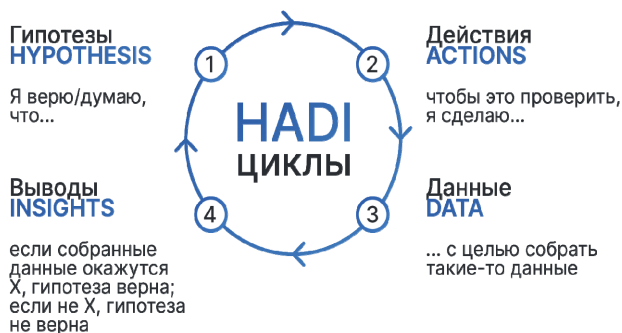 Гипотезы
HYPOTHESIS
Я верю/думаю,
что...
1
2
Действия
ACTIONS
чтобы это проверить,
я сделаю...
HADI
ЦИКЛЫ
Выводы
INSIGHTS
если собранные
данные окажутся
X, гипотеза верна;
если не X, гипотеза
не верна
4
3
Данные
DATA
... с целью собрать
такие-то данные